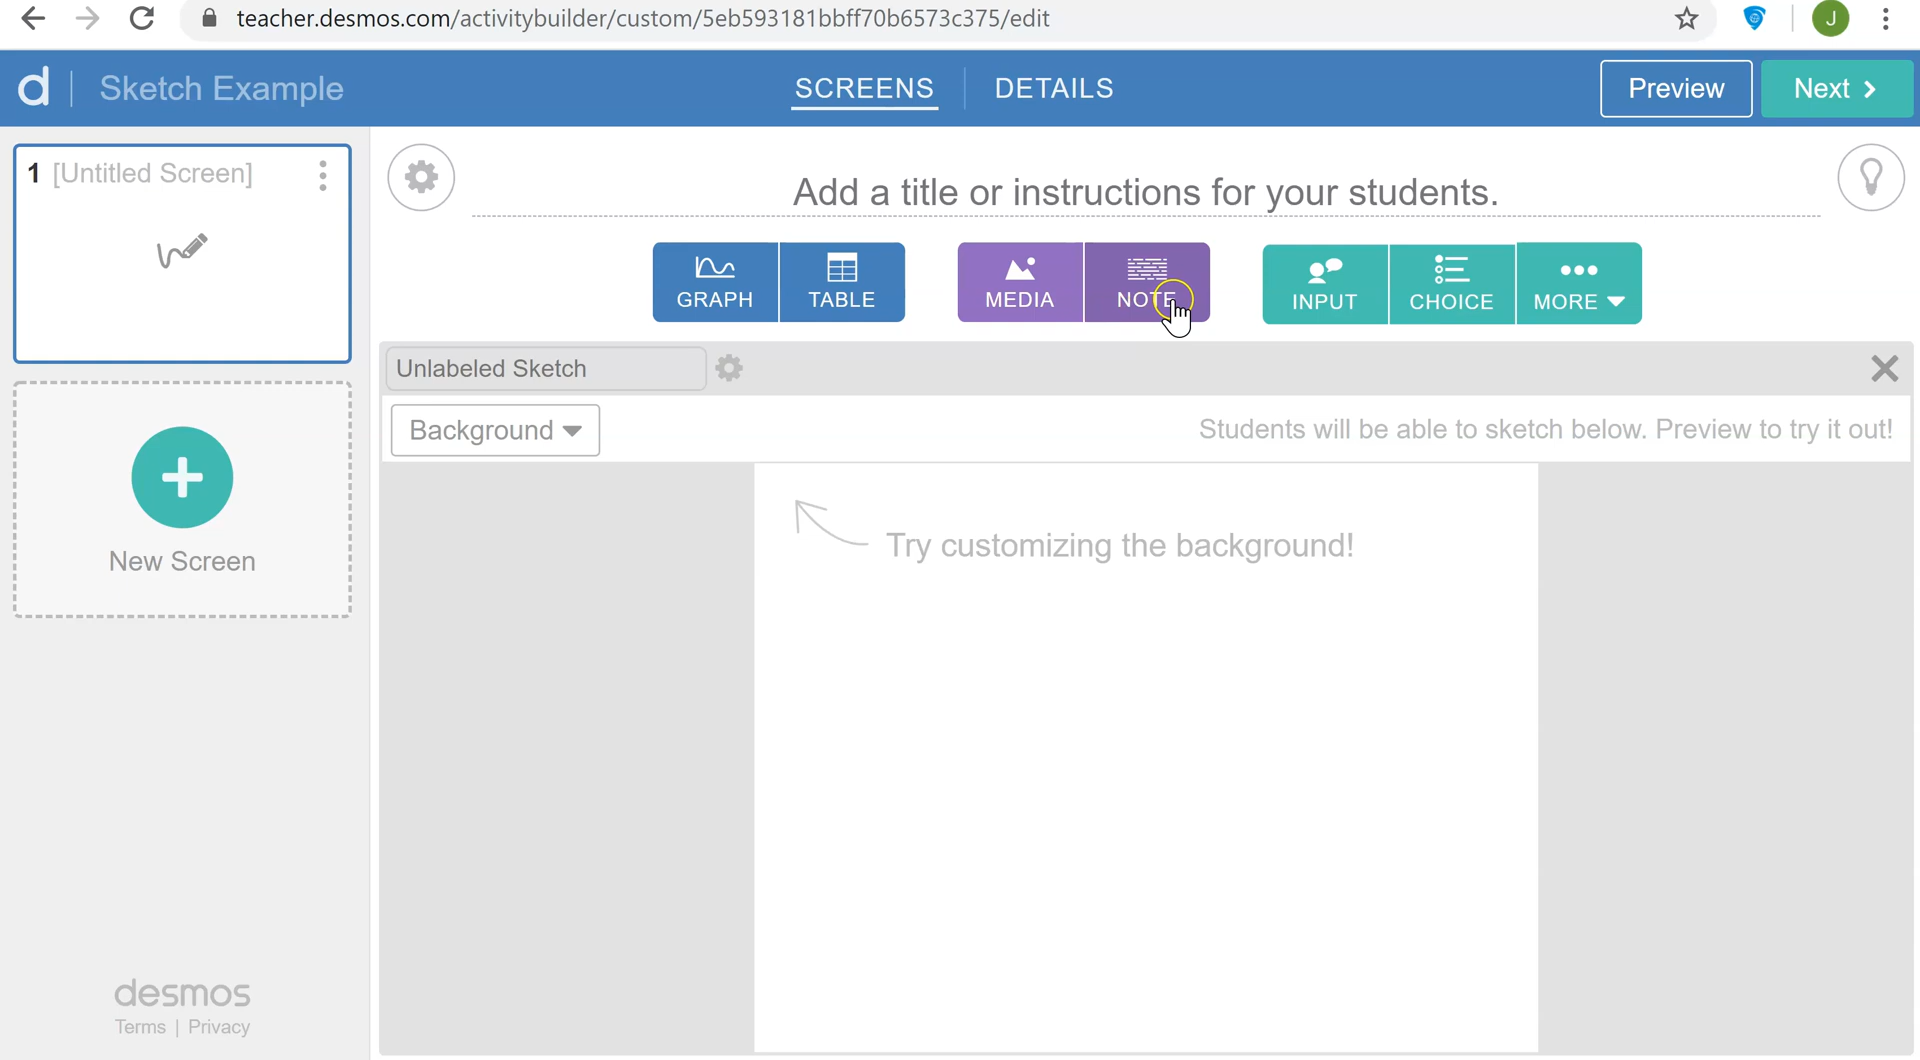 teacher.desmos.com/activitybuilder/custom/5eb593181bbff70b6573c375/edit
J
d | Sketch Example
SCREENS
DETAILS
Preview
Next
1 [Untitled Screen]
New Screen
desmos
Terms | Privacy
Add a title or instructions for your students.
GRAPH
TABLE
MEDIA
NOTE
INPUT
CHOICE
MORE
Unlabeled Sketch
Background
Students will be able to sketch below. Preview to try it out!
Try customizing the background!